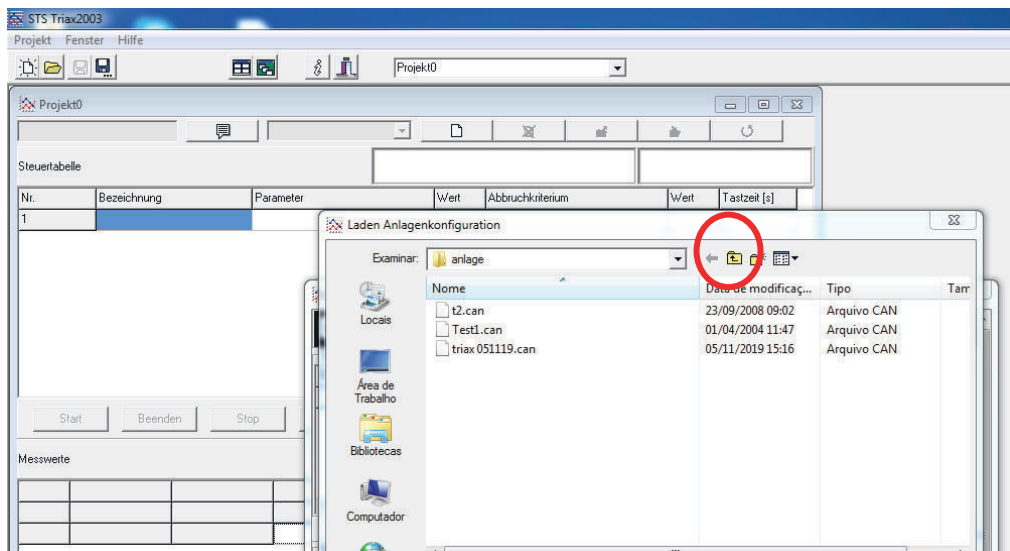 STS Triax2003
Projekt Fenster Hilfe
Projekt0
Projekt0
Steuertabelle
Nr. Bezeichnung Parameter Wert Abbruchkriterium Wert Tastzeit [s]
1
Laden Anlagenkonfiguration
Examinar: anlage
Nome Data de modificaç... Tipo Tam
t2.can 23/09/2008 09:02 Arquivo CAN
Test1.can 01/04/2004 11:47 Arquivo CAN
triax 051119.can 05/11/2019 15:16 Arquivo CAN
Locais
Área de
Trabalho
Bibliotecas
Computador
Start Beenden Stop
Messwerte